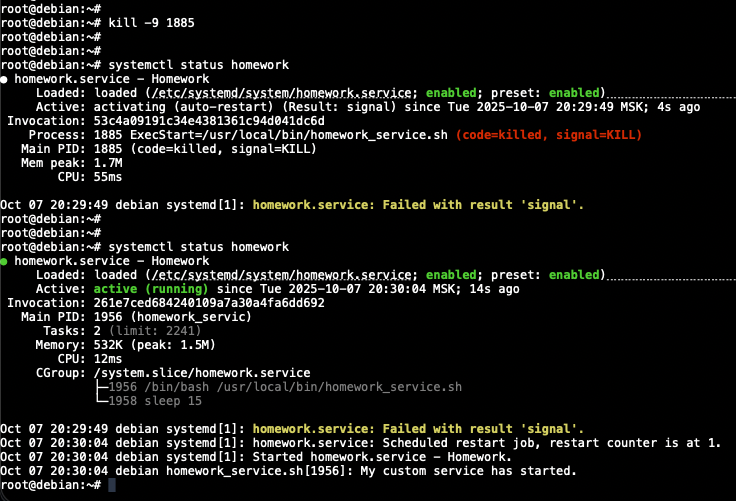 root@debian:~#
root@debian:~# kill -9 1885
root@debian:~#
root@debian:~#
root@debian:~# systemctl status homework
● homework.service - Homework
     Loaded: loaded (/etc/systemd/system/homework.service; enabled; preset: enabled)
     Active: activating (auto-restart) (Result: signal) since Tue 2025-10-07 20:29:49 MSK; 4s ago
 Invocation: 53c4a09191c34e4381361c94d041dc6d
    Process: 1885 ExecStart=/usr/local/bin/homework_service.sh (code=killed, signal=KILL)
   Main PID: 1885 (code=killed, signal=KILL)
   Mem peak: 1.7M
        CPU: 55ms
Oct 07 20:29:49 debian systemd[1]: homework.service: Failed with result 'signal'.
root@debian:~#
root@debian:~#
root@debian:~# systemctl status homework
● homework.service - Homework
     Loaded: loaded (/etc/systemd/system/homework.service; enabled; preset: enabled)
     Active: active (running) since Tue 2025-10-07 20:30:04 MSK; 14s ago
 Invocation: 261e7ced684240109a7a30a4fa6dd692
   Main PID: 1956 (homework_servic)
      Tasks: 2 (limit: 2241)
     Memory: 532K (peak: 1.5M)
        CPU: 12ms
     CGroup: /system.slice/homework.service
             ├─1956 /bin/bash /usr/local/bin/homework_service.sh
             └─1958 sleep 15
Oct 07 20:29:49 debian systemd[1]: homework.service: Failed with result 'signal'.
Oct 07 20:30:04 debian systemd[1]: homework.service: Scheduled restart job, restart counter is at 1.
Oct 07 20:30:04 debian systemd[1]: Started homework.service - Homework.
Oct 07 20:30:04 debian homework_service.sh[1956]: My custom service has started.
root@debian:~#